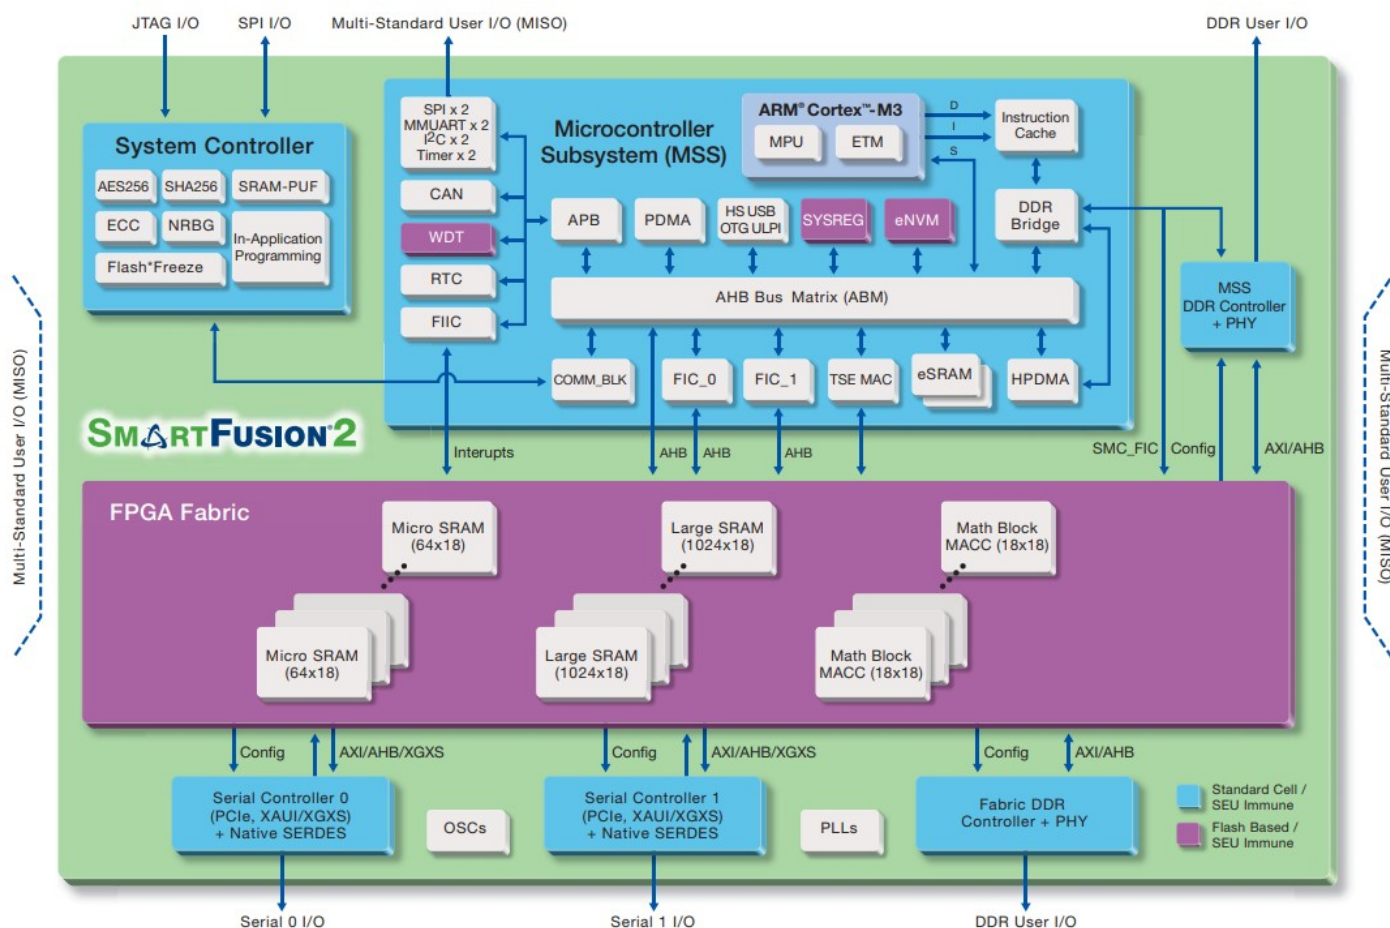 JTAG I/O
SPI I/O
Multi-Standard User I/O (MISO)
DDR User I/O
System Controller
AES256
SHA256
SRAM-PUF
ECC
NRBG
In-Application
Programming
Flash*Freeze
SPI x 2
MMUART x 2
I²C x 2
Timer x 2
CAN
WDT
RTC
FIIC
Microcontroller
Subsystem (MSS)
ARM® Cortex™-M3
MPU
ETM
D
I
S
Instruction
Cache
APB
PDMA
HS USB
OTG ULPI
SYSREG
eNVM
DDR
Bridge
AHB Bus Matrix (ABM)
COMM_BLK
FIC_0
FIC_1
TSE MAC
eSRAM
HPDMA
MSS
DDR Controller
+ PHY
Multi-Standard User I/O (MISO)
Multi-Standard User I/O (MISO)
SMARTFUSION®2
Interupts
AHB
AHB
AHB
SMC_FIC
Config
AXI/AHB
FPGA Fabric
Micro SRAM
(64x18)
Large SRAM
(1024x18)
Math Block
MACC (18x18)
Micro SRAM
(64x18)
Large SRAM
(1024x18)
Math Block
MACC (18x18)
Config
AXI/AHB/XGXS
Config
AXI/AHB/XGXS
Config
AXI/AHB
Serial Controller 0
(PCIe, XAUI/XGXS)
+ Native SERDES
OSCs
Serial Controller 1
(PCIe, XAUI/XGXS)
+ Native SERDES
PLLs
Fabric DDR
Controller + PHY
Standard Cell /
SEU Immune
Flash Based /
SEU Immune
Serial 0 I/O
Serial 1 I/O
DDR User I/O